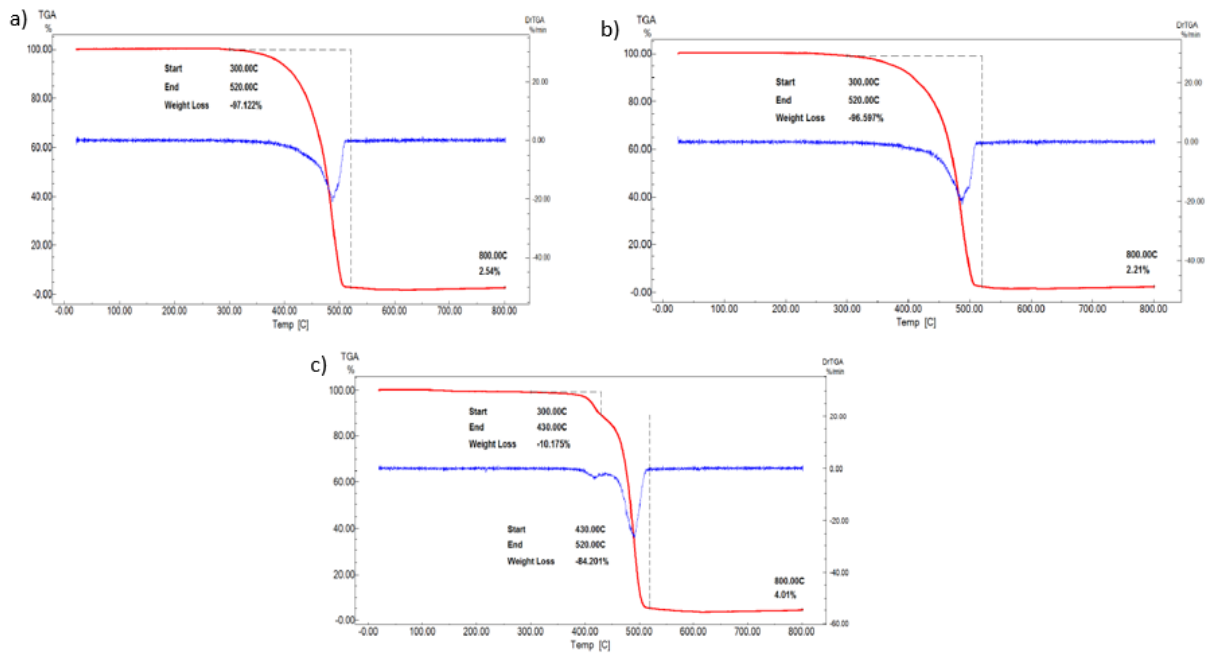 a)
TGA
%
DrTGA
%/min
100.00
80.00
60.00
40.00
20.00
-0.00
Start 300.00C
End 520.00C
Weight Loss -97.122%
20.00
0.00
-20.00
-40.00
800.00C
2.54%
-0.00 100.00 200.00 300.00 400.00 500.00 600.00 700.00 800.00
Temp [C]
b)
TGA
%
DrTGA
%/min
100.00
80.00
60.00
40.00
20.00
-0.00
Start 300.00C
End 520.00C
Weight Loss -96.597%
20.00
0.00
-20.00
-40.00
800.00C
2.21%
-0.00 100.00 200.00 300.00 400.00 500.00 600.00 700.00 800.00
Temp [C]
c)
TGA
%
DrTGA
%/min
100.00
80.00
60.00
40.00
20.00
-0.00
Start 300.00C
End 430.00C
Weight Loss -10.175%
Start 430.00C
End 520.00C
Weight Loss -84.201%
20.00
0.00
-20.00
-40.00
-60.00
800.00C
4.01%
-0.00 100.00 200.00 300.00 400.00 500.00 600.00 700.00 800.00
Temp [C]